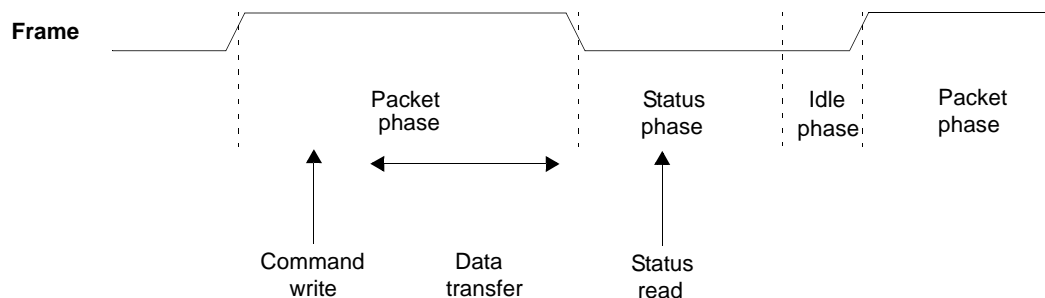 Frame
Packet
phase
Status
phase
Idle
phase
Packet
phase
Command
write
Data
transfer
Status
read